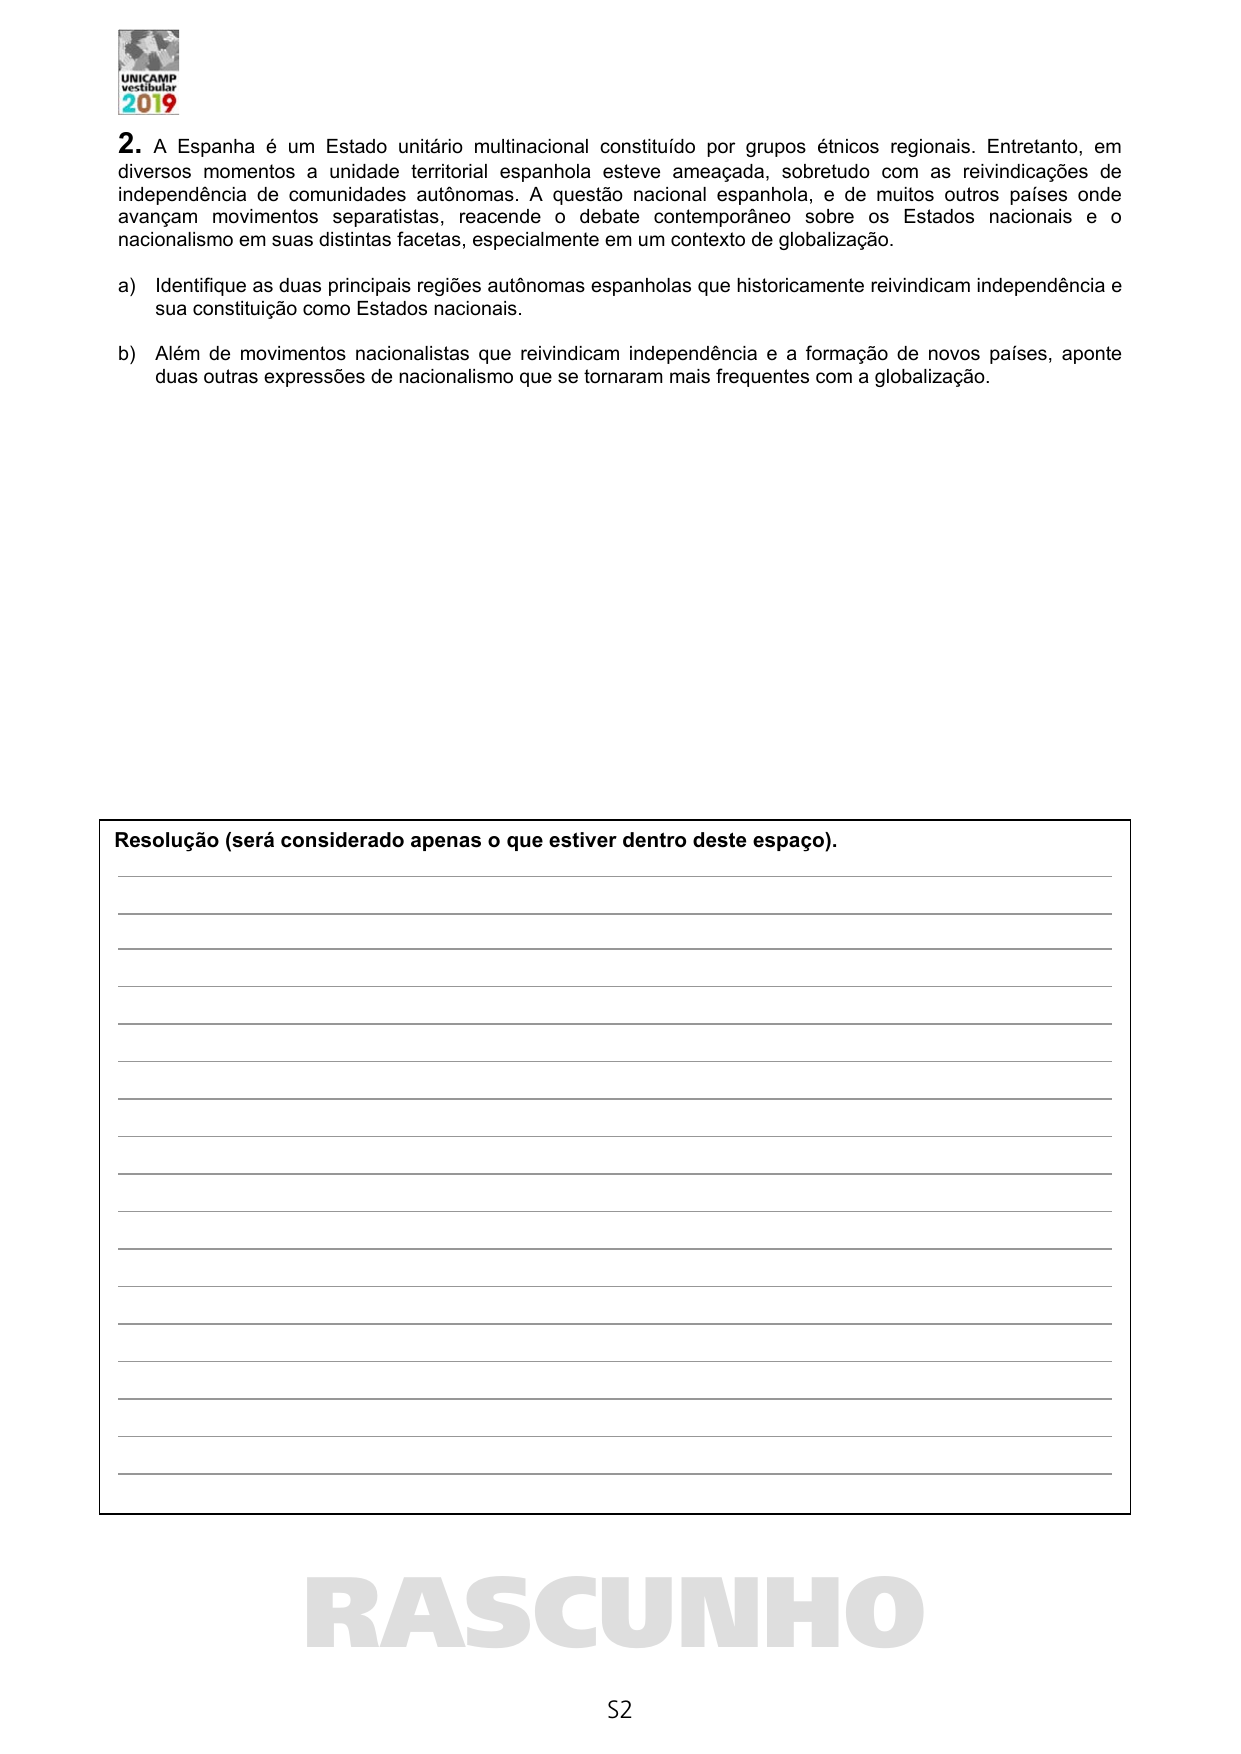 UNICAMP
vestibular
2019
2. A Espanha é um Estado unitário multinacional constituído por grupos étnicos regionais. Entretanto, em
diversos momentos a unidade territorial espanhola esteve ameaçada, sobretudo com as reivindicações de
independência de comunidades autônomas. A questão nacional espanhola, e de muitos outros países onde
avançam movimentos separatistas, reacende o debate contemporâneo sobre os Estados nacionais e o
nacionalismo em suas distintas facetas, especialmente em um contexto de globalização.
a) Identifique as duas principais regiões autônomas espanholas que historicamente reivindicam independência e
sua constituição como Estados nacionais.
b) Além de movimentos nacionalistas que reivindicam independência e a formação de novos países, aponte
duas outras expressões de nacionalismo que se tornaram mais frequentes com a globalização.
Resolução (será considerado apenas o que estiver dentro deste espaço).
RASCUNHO
S2